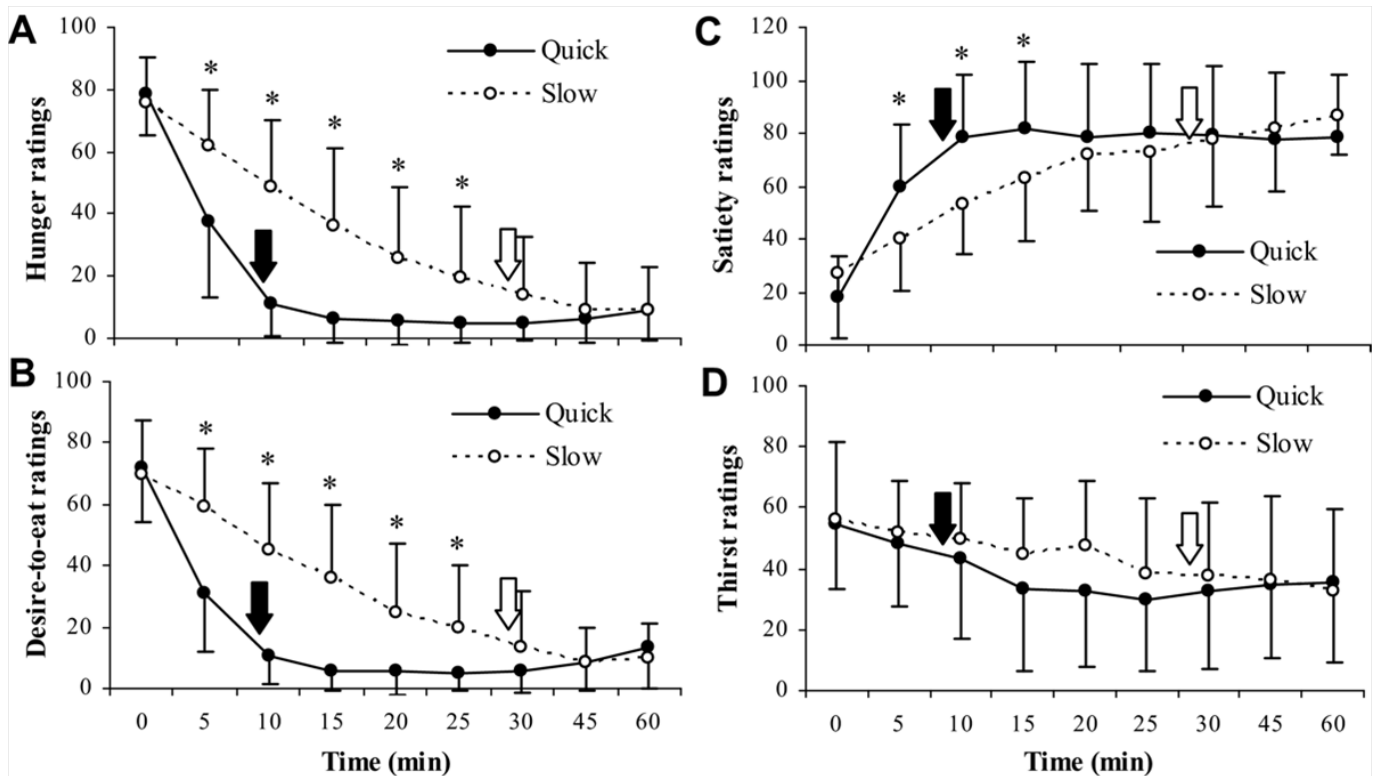 A
Hunger ratings
100
80
60
40
20
0
* * * * *
Quick
Slow
B
Desire-to-eat ratings
100
80
60
40
20
0
* * * * *
Quick
Slow
0 5 10 15 20 25 30 45 60
Time (min)
C
Satiety ratings
120
100
80
60
40
20
0
* * *
Quick
Slow
D
Thirst ratings
100
80
60
40
20
0
Quick
Slow
0 5 10 15 20 25 30 45 60
Time (min)